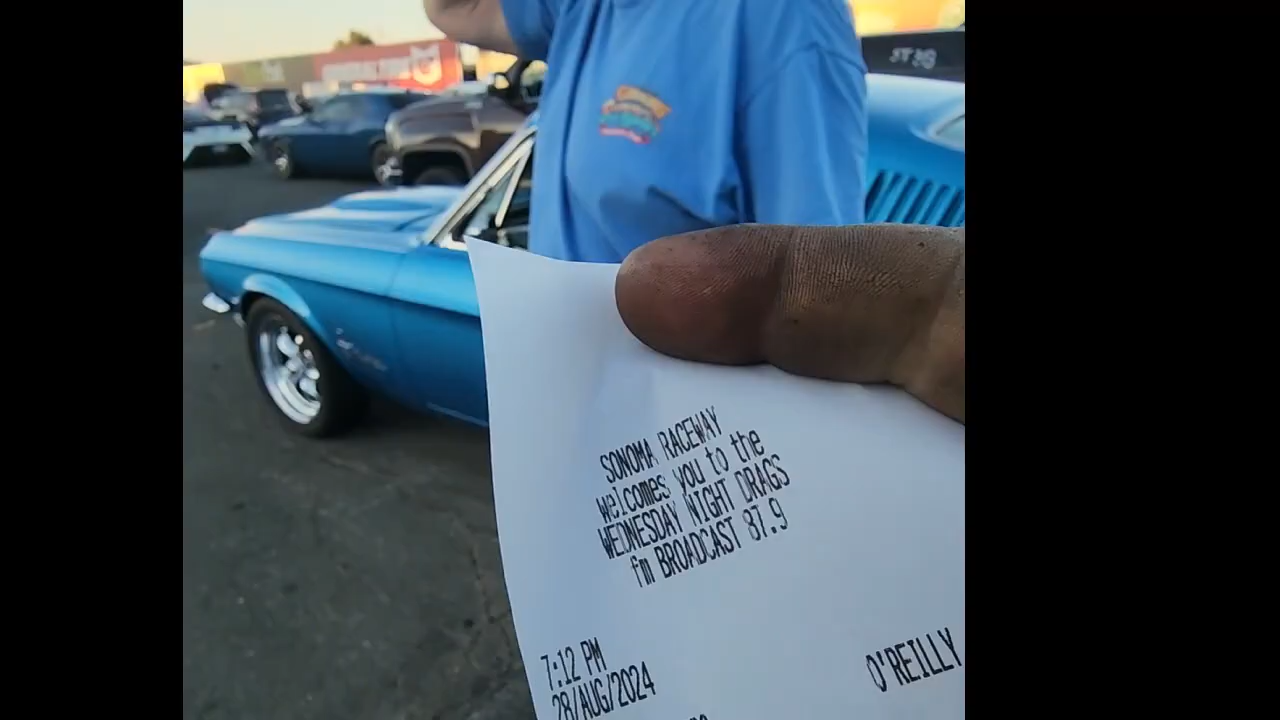 SONOMA RACEWAY
welcomes you to the
WEDNESDAY NIGHT DRAGS
fm BROADCAST 87.9
7:12 PM
28/AUG/2024
O'REILLY